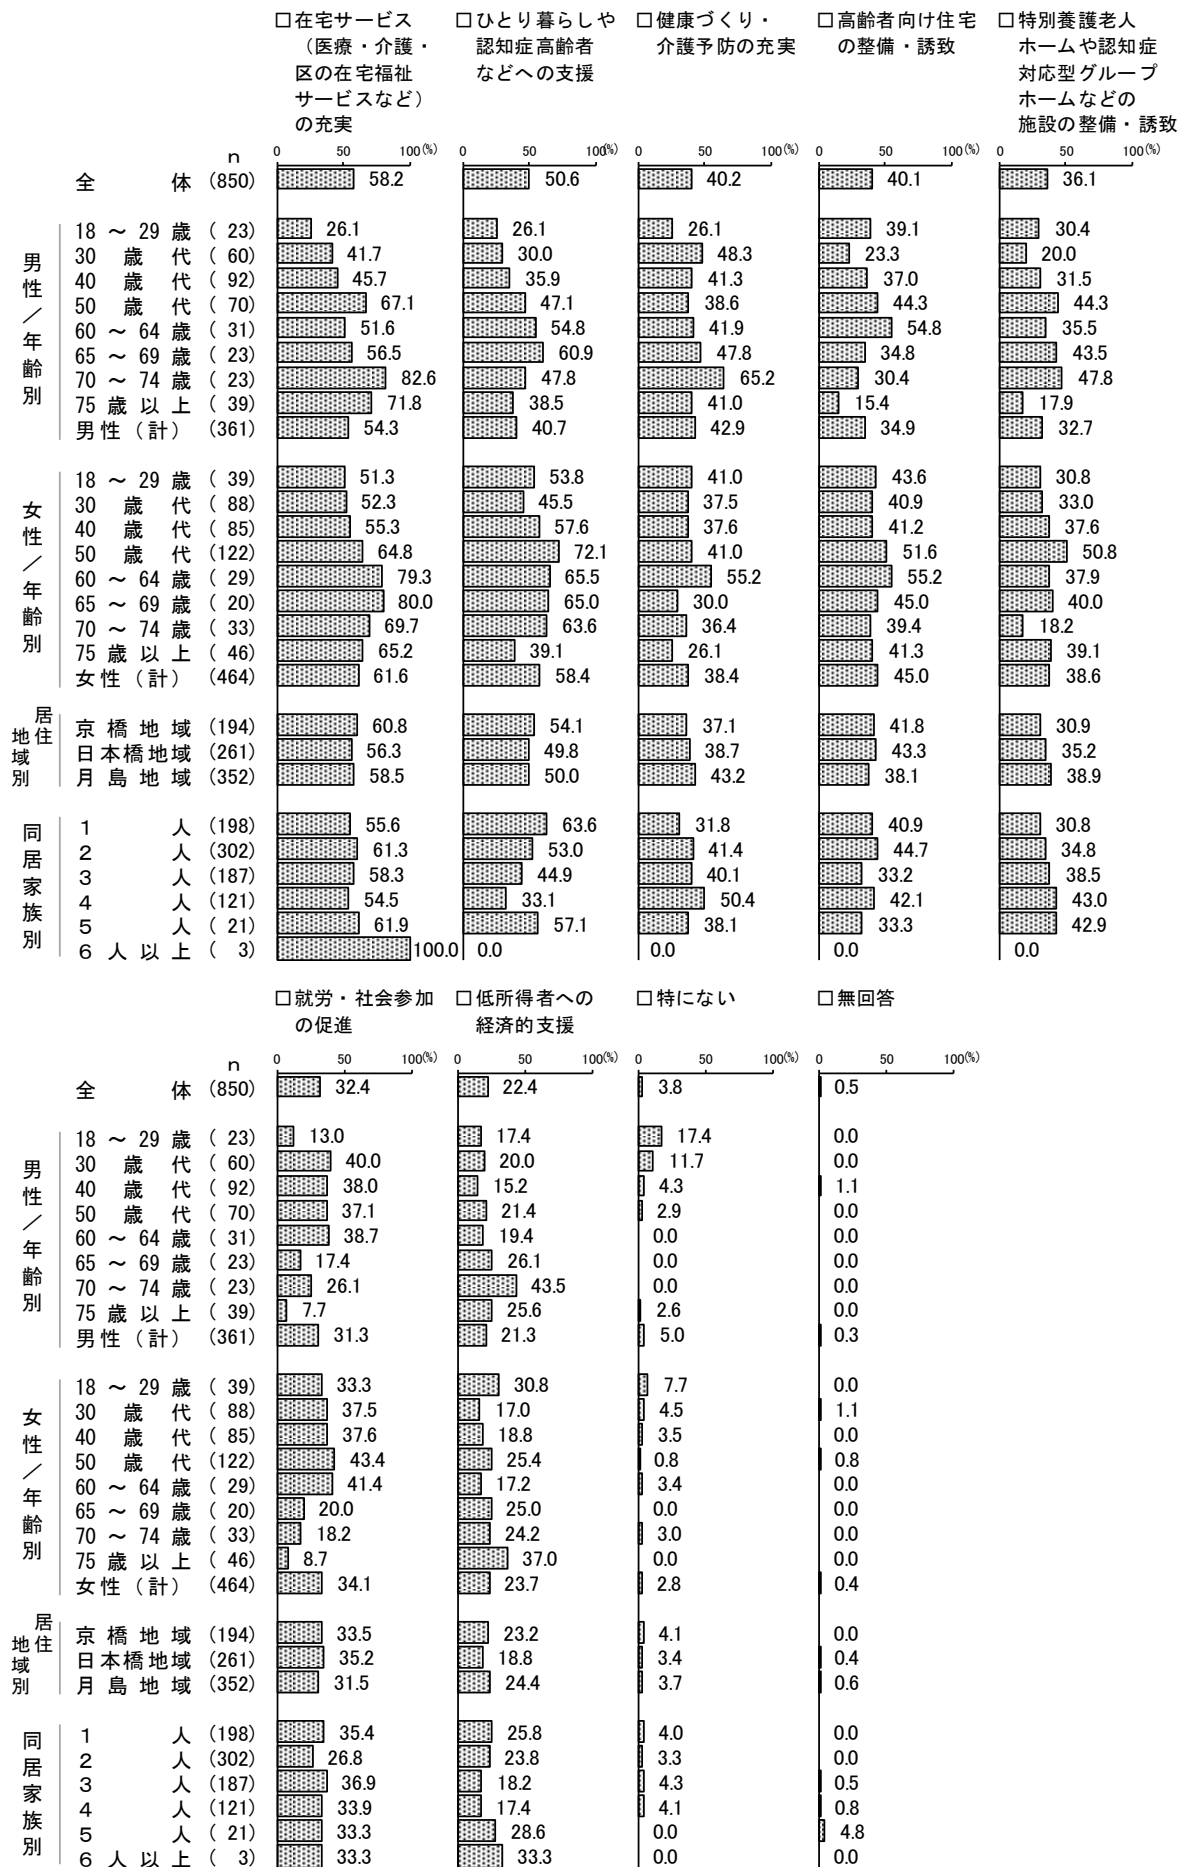 □在宅サービス
（医療・介護・
区の在宅福祉
サービスなど）
の充実
□ひとり暮らしや
認知症高齢者
などへの支援
□健康づくり・
介護予防の充実
□高齢者向け住宅
の整備・誘致
□特別養護老人
ホームや認知症
対応型グループ
ホームなどの
施設の整備・誘致
n 0 50 100(%) 0 50 100(%) 0 50 100(%) 0 50 100(%) 0 50 100(%)
全体 (850) 58.2 50.6 40.2 40.1 36.1
男性／年齢別
18～29歳 (23) 26.1 26.1 26.1 39.1 30.4
30歳代 (60) 41.7 30.0 48.3 23.3 20.0
40歳代 (92) 45.7 35.9 41.3 37.0 31.5
50歳代 (70) 67.1 47.1 38.6 44.3 44.3
60～64歳 (31) 51.6 54.8 41.9 54.8 35.5
65～69歳 (23) 56.5 60.9 47.8 34.8 43.5
70～74歳 (23) 82.6 47.8 65.2 30.4 47.8
75歳以上 (39) 71.8 38.5 41.0 15.4 17.9
男性（計） (361) 54.3 40.7 42.9 34.9 32.7
女性／年齢別
18～29歳 (39) 51.3 53.8 41.0 43.6 30.8
30歳代 (88) 52.3 45.5 37.5 40.9 33.0
40歳代 (85) 55.3 57.6 37.6 41.2 37.6
50歳代 (122) 64.8 72.1 41.0 51.6 50.8
60～64歳 (29) 79.3 65.5 55.2 55.2 37.9
65～69歳 (20) 80.0 65.0 30.0 45.0 40.0
70～74歳 (33) 69.7 63.6 36.4 39.4 18.2
75歳以上 (46) 65.2 39.1 26.1 41.3 39.1
女性（計） (464) 61.6 58.4 38.4 45.0 38.6
居住地域別
京橋地域 (194) 60.8 54.1 37.1 41.8 30.9
日本橋地域 (261) 56.3 49.8 38.7 43.3 35.2
月島地域 (352) 58.5 50.0 43.2 38.1 38.9
同居家族別
1人 (198) 55.6 63.6 31.8 40.9 30.8
2人 (302) 61.3 53.0 41.4 44.7 34.8
3人 (187) 58.3 44.9 40.1 33.2 38.5
4人 (121) 54.5 33.1 50.4 42.1 43.0
5人 (21) 61.9 57.1 38.1 33.3 42.9
6人以上 (3) 100.0 0.0 0.0 0.0 0.0
□就労・社会参加
の促進
□低所得者への
経済的支援
□特にない
□無回答
n 0 50 100(%) 0 50 100(%) 0 50 100(%) 0 50 100(%)
全体 (850) 32.4 22.4 3.8 0.5
男性／年齢別
18～29歳 (23) 13.0 17.4 17.4 0.0
30歳代 (60) 40.0 20.0 11.7 0.0
40歳代 (92) 38.0 15.2 4.3 1.1
50歳代 (70) 37.1 21.4 2.9 0.0
60～64歳 (31) 38.7 19.4 0.0 0.0
65～69歳 (23) 17.4 26.1 0.0 0.0
70～74歳 (23) 26.1 43.5 0.0 0.0
75歳以上 (39) 7.7 25.6 2.6 0.0
男性（計） (361) 31.3 21.3 5.0 0.3
女性／年齢別
18～29歳 (39) 33.3 30.8 7.7 0.0
30歳代 (88) 37.5 17.0 4.5 1.1
40歳代 (85) 37.6 18.8 3.5 0.0
50歳代 (122) 43.4 25.4 0.8 0.8
60～64歳 (29) 41.4 17.2 3.4 0.0
65～69歳 (20) 20.0 25.0 0.0 0.0
70～74歳 (33) 18.2 24.2 3.0 0.0
75歳以上 (46) 8.7 37.0 0.0 0.0
女性（計） (464) 34.1 23.7 2.8 0.4
居住地域別
京橋地域 (194) 33.5 23.2 4.1 0.0
日本橋地域 (261) 35.2 18.8 3.4 0.4
月島地域 (352) 31.5 24.4 3.7 0.6
同居家族別
1人 (198) 35.4 25.8 4.0 0.0
2人 (302) 26.8 23.8 3.3 0.0
3人 (187) 36.9 18.2 4.3 0.5
4人 (121) 33.9 17.4 4.1 0.8
5人 (21) 33.3 28.6 0.0 4.8
6人以上 (3) 33.3 33.3 0.0 0.0